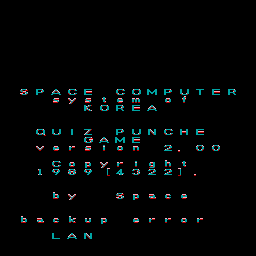 SPACE COMPUTER
system of
KOREA
QUIZ PUNCHE
GAME
Version 2.00
Copyright
1989 [4322].
by Space
backup error
LAN